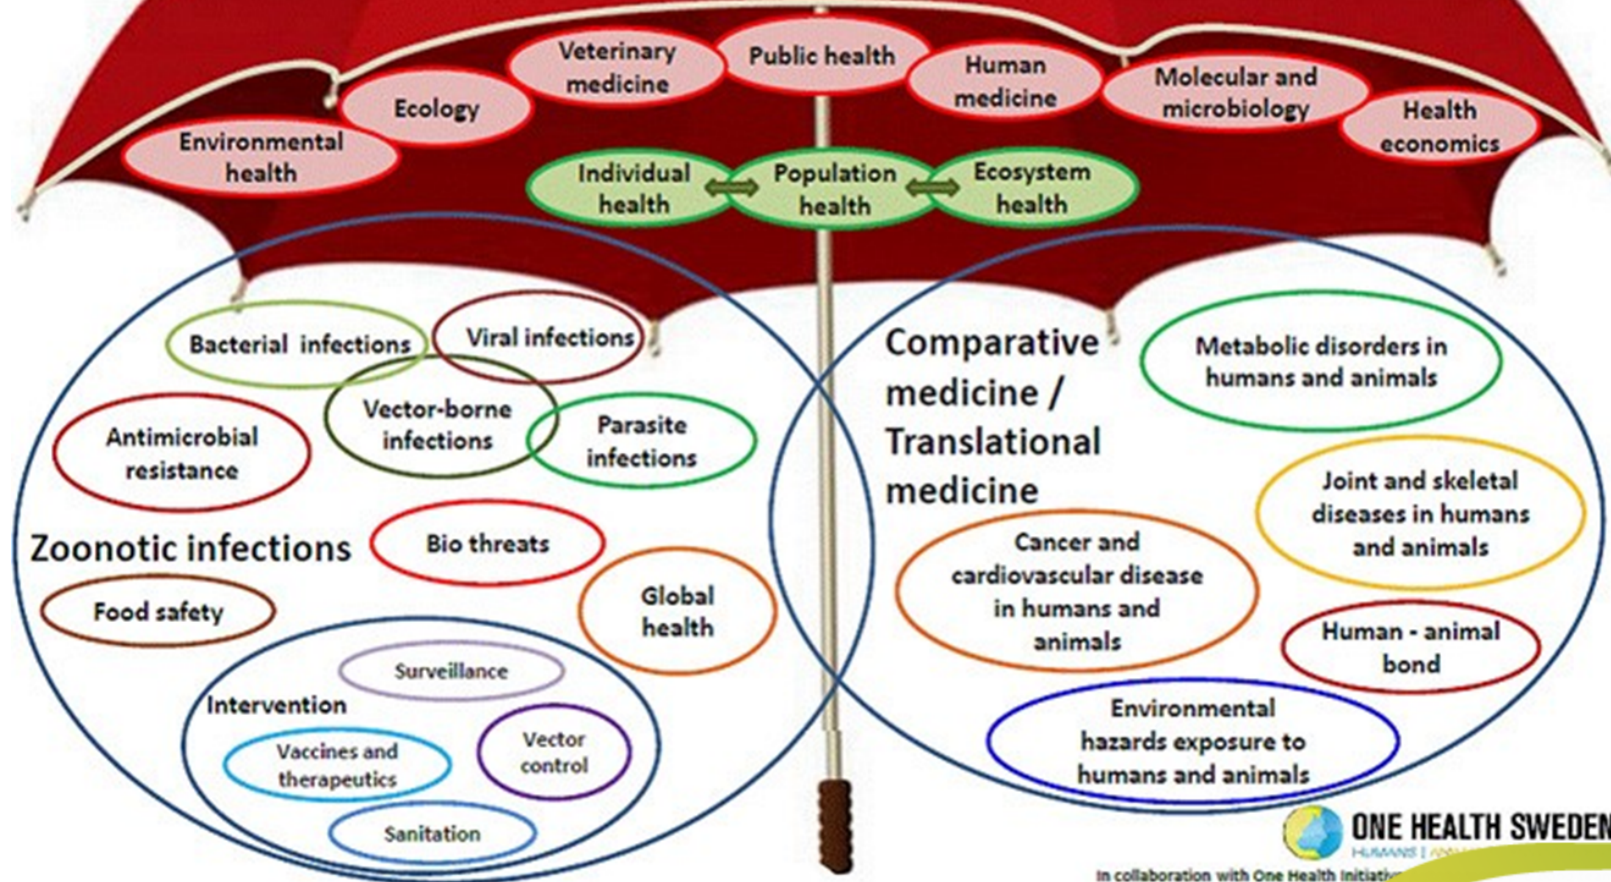 Public health
Veterinary
medicine
Human
medicine
Ecology
Molecular and
microbiology
Environmental
health
Health
economics
Individual
health
Population
health
Ecosystem
health
Bacterial infections
Viral infections
Vector-borne
infections
Parasite
infections
Antimicrobial
resistance
Zoonotic infections
Bio threats
Food safety
Global
health
Surveillance
Intervention
Vaccines and
therapeutics
Vector
control
Sanitation
Comparative
medicine /
Translational
medicine
Metabolic disorders in
humans and animals
Joint and skeletal
diseases in humans
and animals
Cancer and
cardiovascular disease
in humans and
animals
Human - animal
bond
Environmental
hazards exposure to
humans and animals
ONE HEALTH SWEDEN
HUMANS |
In collaboration with One Health